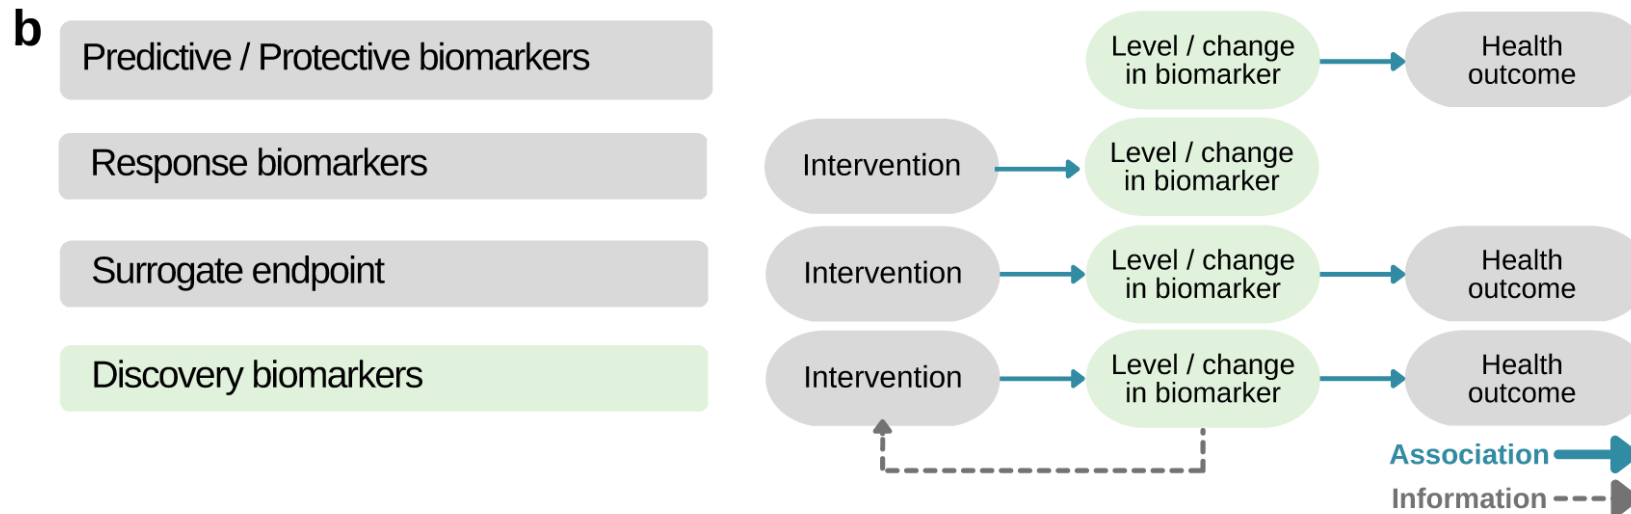 b
Predictive / Protective biomarkers
Level / change
in biomarker
Health
outcome
Response biomarkers
Intervention
Level / change
in biomarker
Surrogate endpoint
Intervention
Level / change
in biomarker
Health
outcome
Discovery biomarkers
Intervention
Level / change
in biomarker
Health
outcome
Association
Information